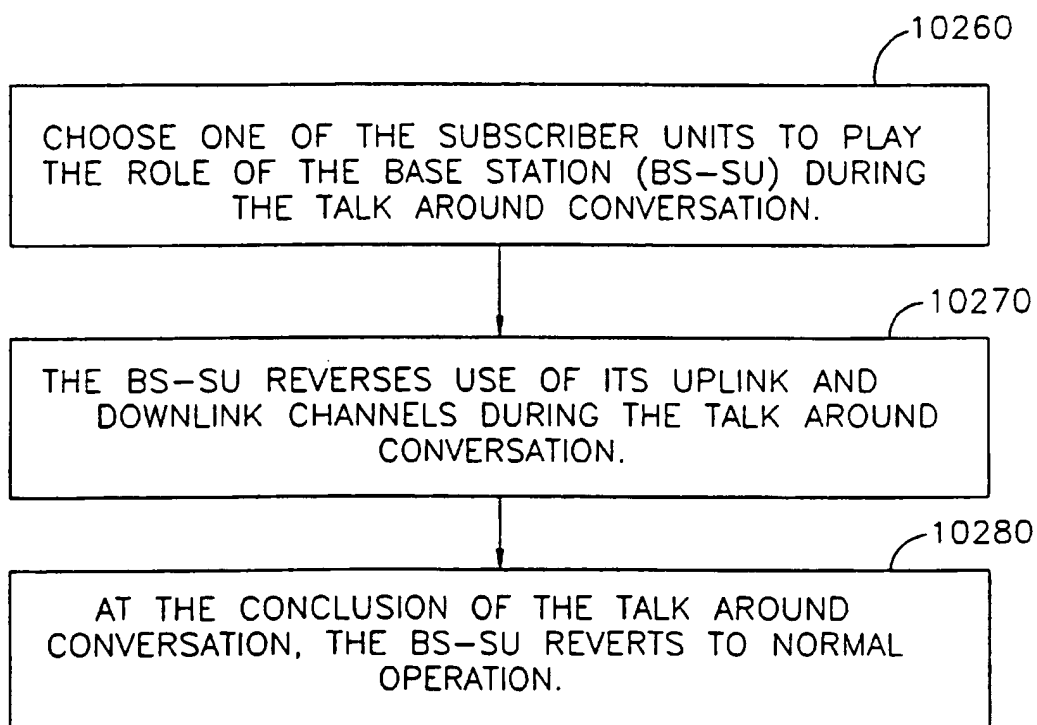 10260
CHOOSE ONE OF THE SUBSCRIBER UNITS TO PLAY
THE ROLE OF THE BASE STATION (BS-SU) DURING
THE TALK AROUND CONVERSATION.
10270
THE BS-SU REVERSES USE OF ITS UPLINK AND
DOWNLINK CHANNELS DURING THE TALK AROUND
CONVERSATION.
10280
AT THE CONCLUSION OF THE TALK AROUND
CONVERSATION, THE BS-SU REVERTS TO NORMAL
OPERATION.